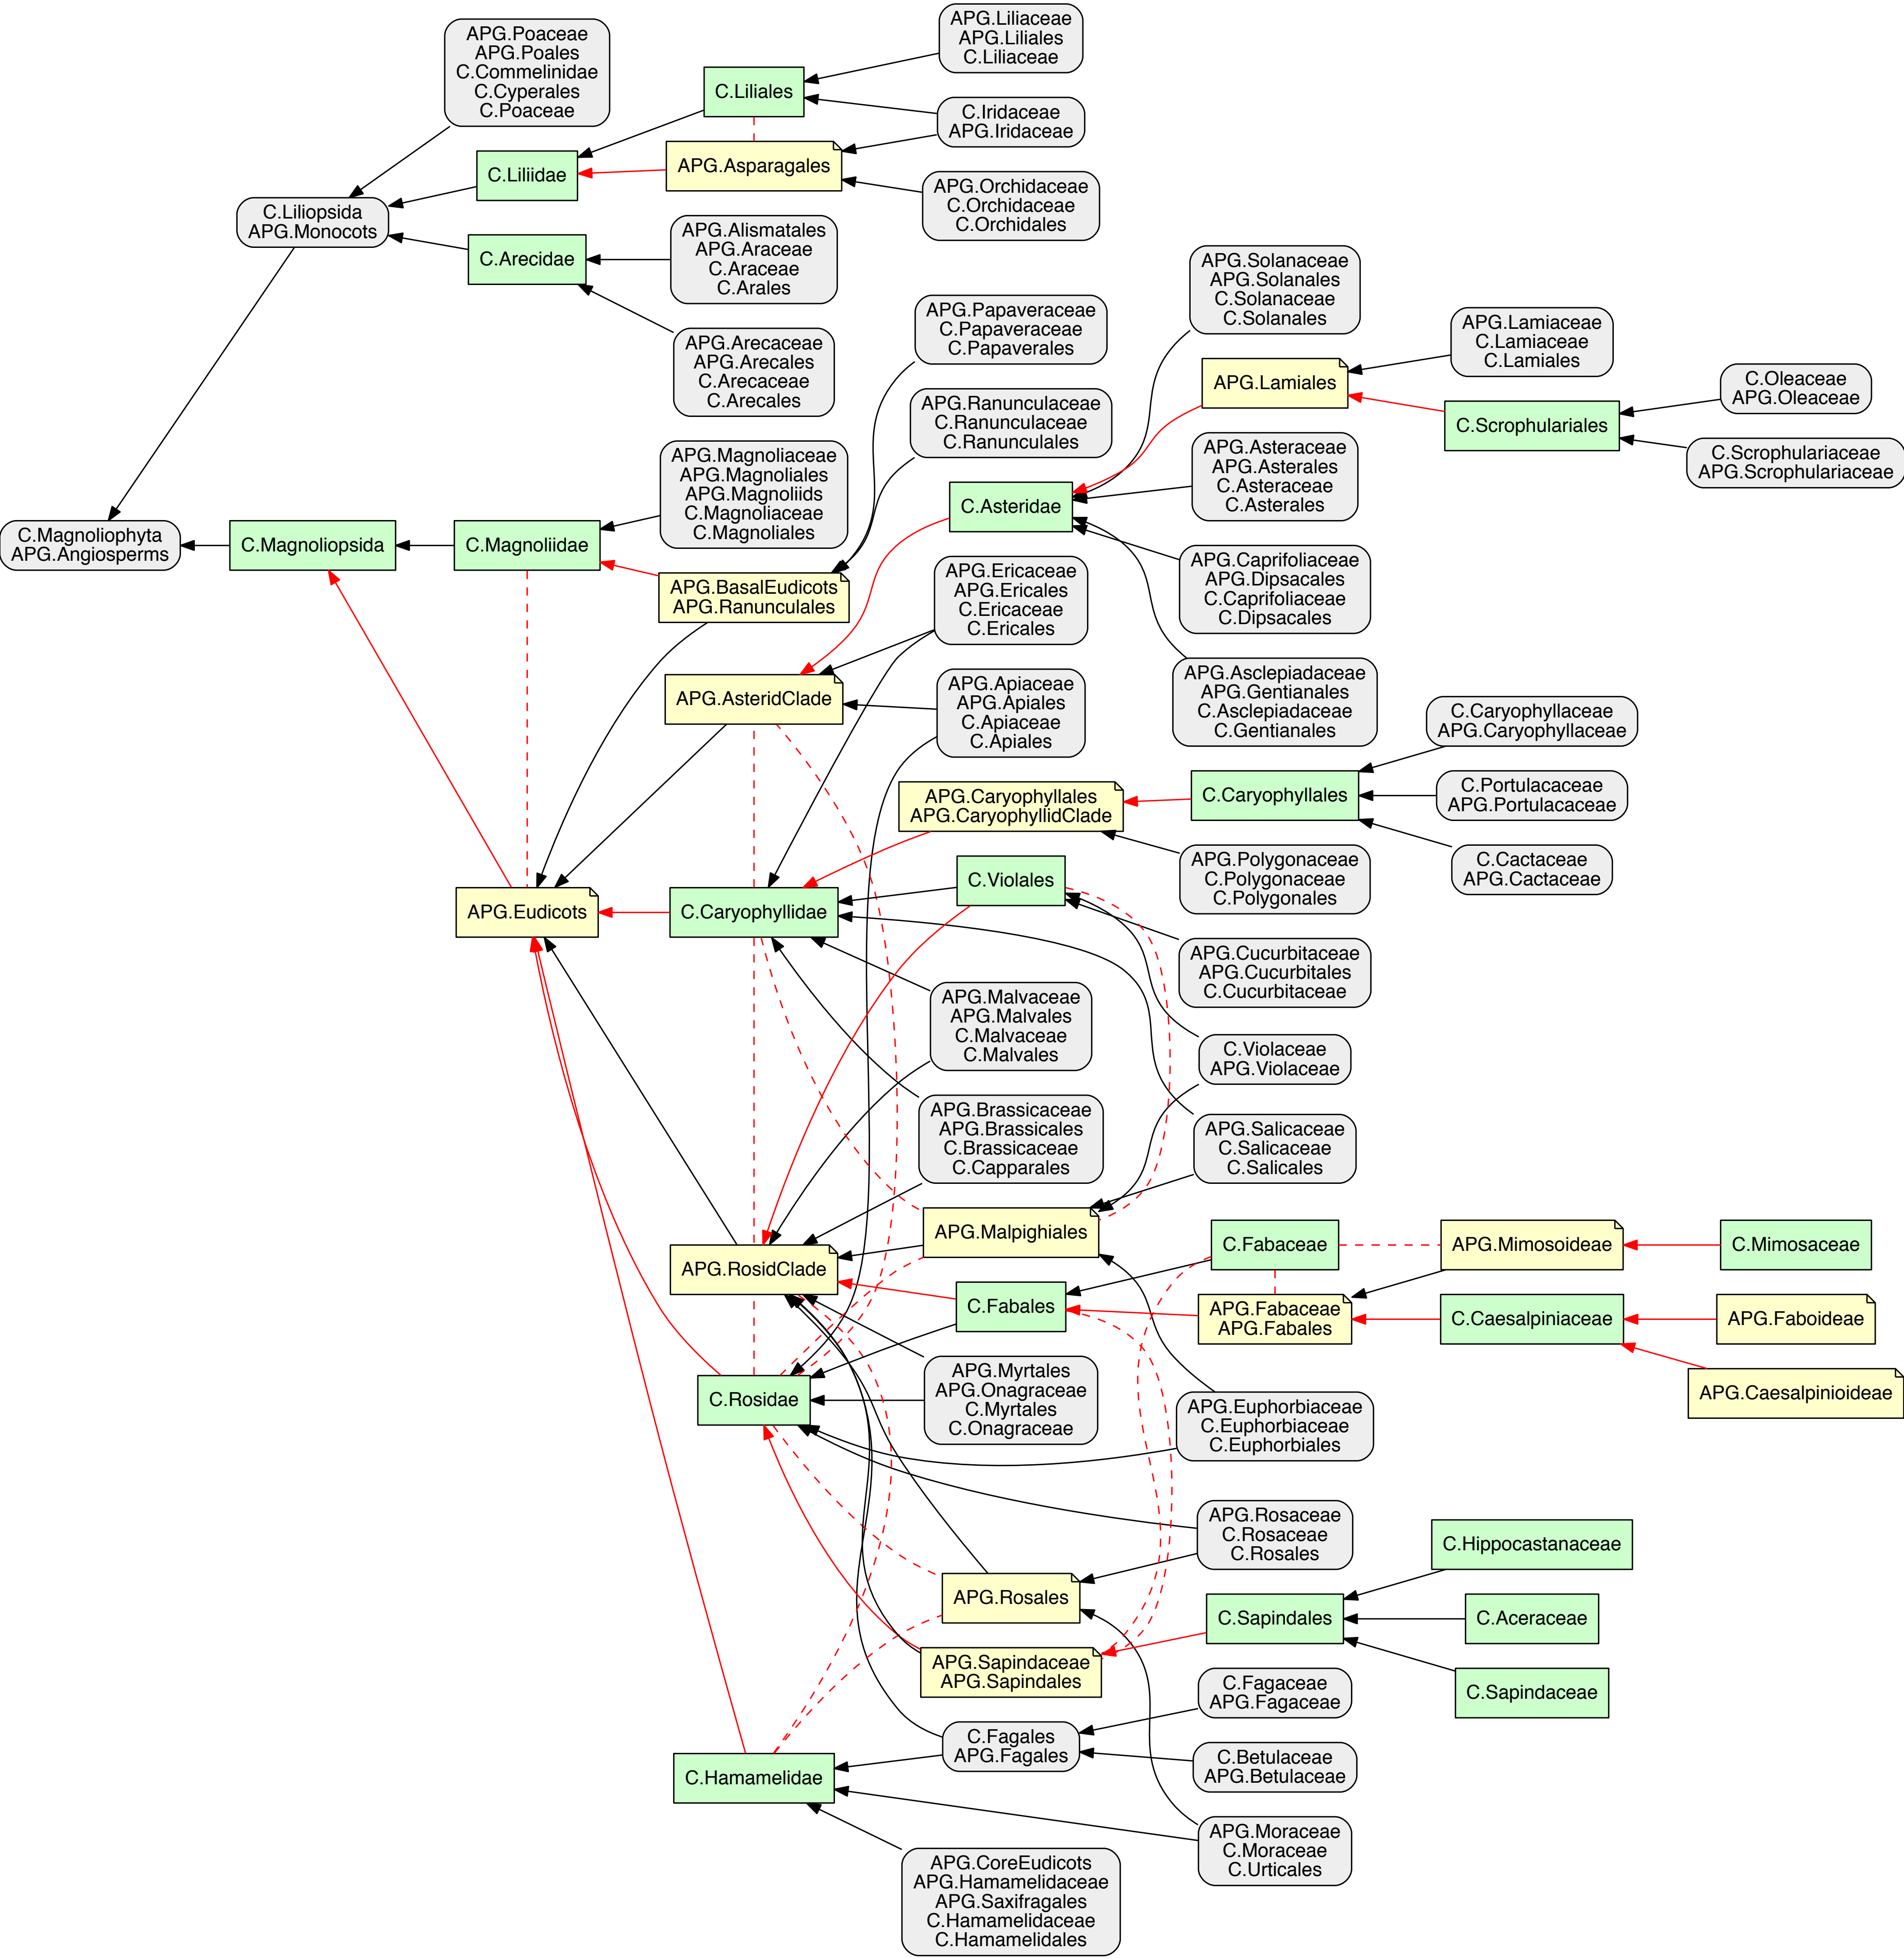 APG.Poaceae
APG.Poales
C.Commelinidae
C.Cyperales
C.Poaceae
APG.Liliaceae
APG.Liliales
C.Liliaceae
C.Liliales
C.Iridaceae
APG.Iridaceae
APG.Asparagales
C.Liliidae
APG.Orchidaceae
C.Orchidaceae
C.Orchidales
C.Liliopsida
APG.Monocots
C.Arecidae
APG.Alismatales
APG.Araceae
C.Araceae
C.Arales
APG.Arecaceae
APG.Arecales
C.Arecaceae
C.Arecales
APG.Papaveraceae
C.Papaveraceae
C.Papaverales
APG.Ranunculaceae
C.Ranunculaceae
C.Ranunculales
APG.Solanaceae
APG.Solanales
C.Solanaceae
C.Solanales
APG.Lamiales
APG.Lamiaceae
C.Lamiaceae
C.Lamiales
C.Scrophulariales
C.Oleaceae
APG.Oleaceae
C.Scrophulariaceae
APG.Scrophulariaceae
APG.Asteraceae
APG.Asterales
C.Asteraceae
C.Asterales
C.Asteridae
APG.Magnoliaceae
APG.Magnoliales
APG.Magnoliids
C.Magnoliaceae
C.Magnoliales
C.Magnoliophyta
APG.Angiosperms
C.Magnoliopsida
C.Magnoliidae
APG.BasalEudicots
APG.Ranunculales
APG.Ericaceae
APG.Ericales
C.Ericaceae
C.Ericales
APG.Caprifoliaceae
APG.Dipsacales
C.Caprifoliaceae
C.Dipsacales
APG.AsteridClade
APG.Apiaceae
APG.Apiales
C.Apiaceae
C.Apiales
APG.Asclepiadaceae
APG.Gentianales
C.Asclepiadaceae
C.Gentianales
C.Caryophyllaceae
APG.Caryophyllaceae
APG.Caryophyllales
APG.CaryophyllidClade
C.Caryophyllales
C.Portulacaceae
APG.Portulacaceae
C.Cactaceae
APG.Cactaceae
APG.Polygonaceae
C.Polygonaceae
C.Polygonales
C.Violales
APG.Eudicots
C.Caryophyllidae
APG.Cucurbitaceae
APG.Cucurbitales
C.Cucurbitaceae
APG.Malvaceae
APG.Malvales
C.Malvaceae
C.Malvales
C.Violaceae
APG.Violaceae
APG.Brassicaceae
APG.Brassicales
C.Brassicaceae
C.Capparales
APG.Salicaceae
C.Salicaceae
C.Salicales
APG.Malpighiales
APG.RosidClade
C.Fabaceae
APG.Mimosoideae
C.Mimosaceae
C.Fabales
APG.Fabaceae
APG.Fabales
C.Caesalpiniaceae
APG.Faboideae
APG.Caesalpinioideae
C.Rosidae
APG.Myrtales
APG.Onagraceae
C.Myrtales
C.Onagraceae
APG.Euphorbiaceae
C.Euphorbiaceae
C.Euphorbiales
APG.Rosaceae
C.Rosaceae
C.Rosales
APG.Rosales
C.Hippocastanaceae
C.Sapindales
C.Aceraceae
C.Sapindaceae
APG.Sapindaceae
APG.Sapindales
C.Fagaceae
APG.Fagaceae
C.Fagales
APG.Fagales
C.Betulaceae
APG.Betulaceae
C.Hamamelidae
APG.Moraceae
C.Moraceae
C.Urticales
APG.CoreEudicots
APG.Hamamelidaceae
APG.Saxifragales
C.Hamamelidaceae
C.Hamamelidales